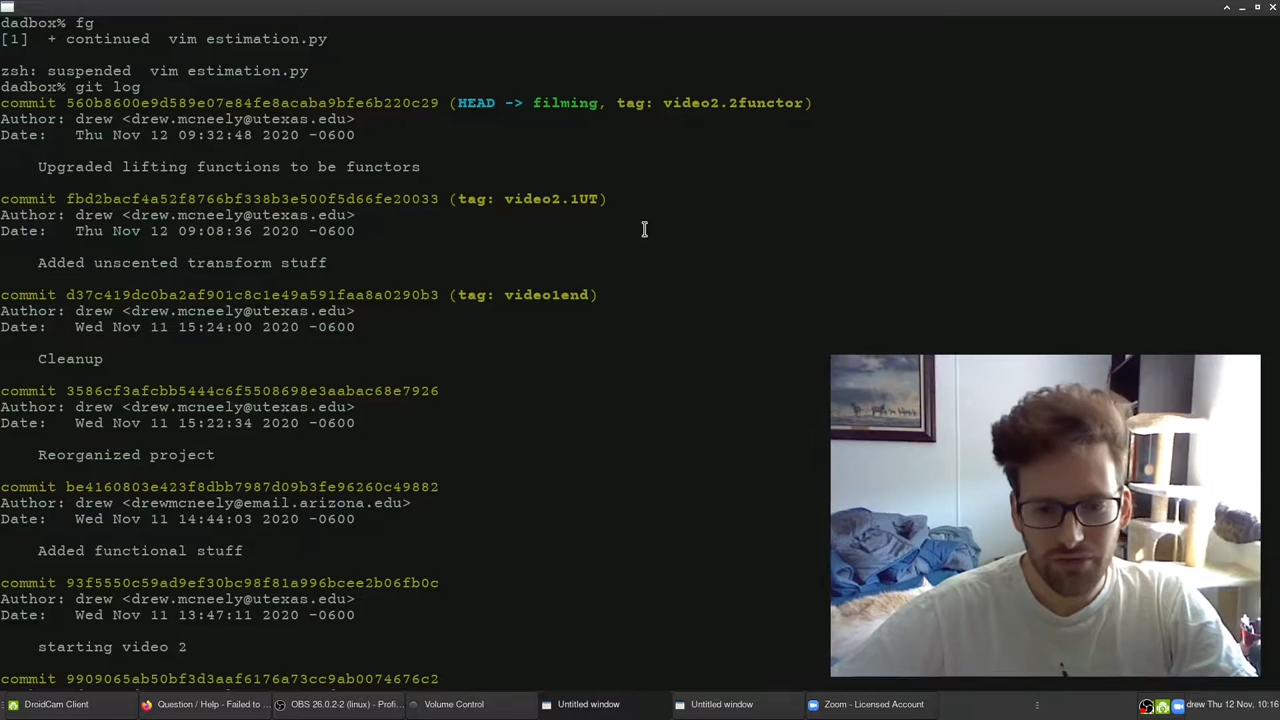 dadbox% fg
[1]  + continued  vim estimation.py
zsh: suspended  vim estimation.py
dadbox% git log
commit 560b8600e9d589e07e84fe8acaba9bfe6b220c29 (HEAD -> filming, tag: video2.2functor)
Author: drew <drew.mcneely@utexas.edu>
Date:   Thu Nov 12 09:32:48 2020 -0600
Upgraded lifting functions to be functors
commit fbd2bacf4a52f8766bf338b3e500f5d66fe20033 (tag: video2.1UT)
Author: drew <drew.mcneely@utexas.edu>
Date:   Thu Nov 12 09:08:36 2020 -0600
Added unscented transform stuff
commit d37c419dc0ba2af901c8c1e49a591faa8a0290b3 (tag: video1end)
Author: drew <drew.mcneely@utexas.edu>
Date:   Wed Nov 11 15:24:00 2020 -0600
Cleanup
commit 3586cf3afcbb5444c6f5508698e3aabac68e7926
Author: drew <drew.mcneely@utexas.edu>
Date:   Wed Nov 11 15:22:34 2020 -0600
Reorganized project
commit be4160803e423f8dbb7987d09b3fe96260c49882
Author: drew <drewmcneely@email.arizona.edu>
Date:   Wed Nov 11 14:44:03 2020 -0600
Added functional stuff
commit 93f5550c59ad9ef30bc98f81a996bcee2b06fb0c
Author: drew <drew.mcneely@utexas.edu>
Date:   Wed Nov 11 13:47:11 2020 -0600
starting video 2
commit 9909065ab50bf3d3aaf6176a73cc9ab0074676c2
DroidCam Client
Question / Help - Failed to ...
OBS 26.0.2-2 (linux) - Profi...
Volume Control
Untitled window
Untitled window
Zoom - Licensed Account
drew Thu 12 Nov, 10:16